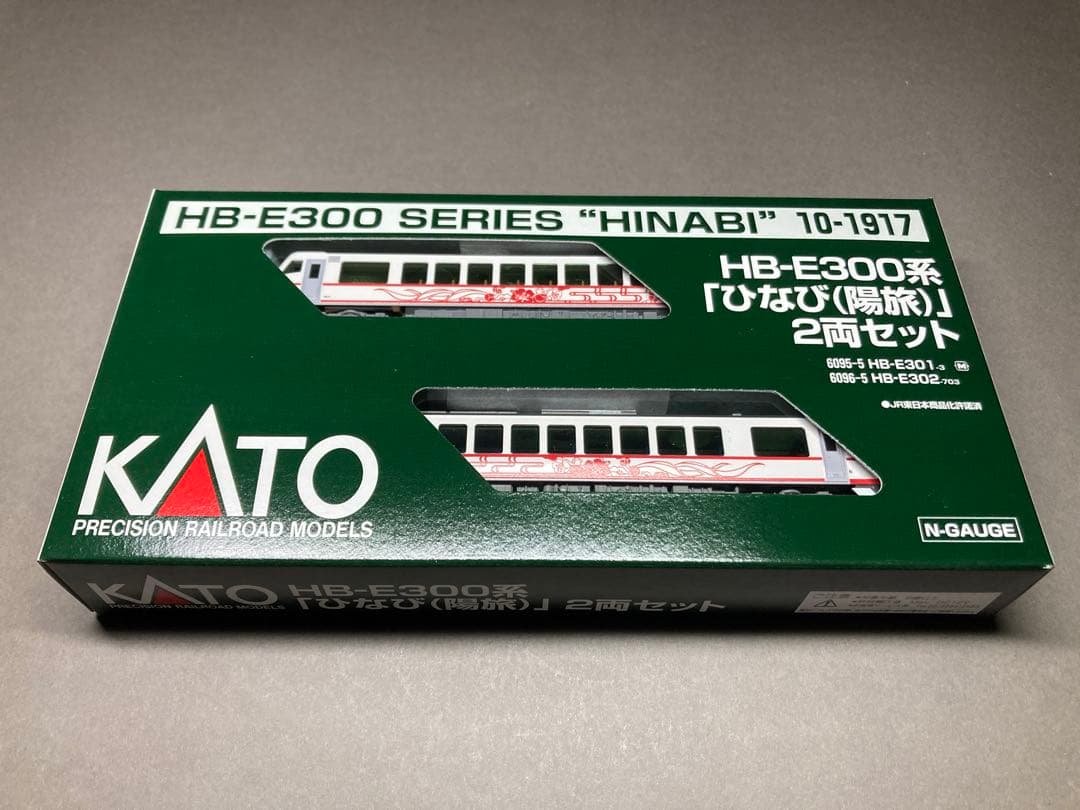 HB-E300 SERIES “HINABI” 10-1917
HB-E300系
「ひなび(陽旅)」
2両セット
6095-5 HB-E301-3 M
6096-5 HB-E302-703
●JR東日本商品化許諾済
KATO
PRECISION RAILROAD MODELS
N-GAUGE
KATO
PRECISION RAILROAD MODELS
HB-E300系
「ひなび(陽旅)」2両セット